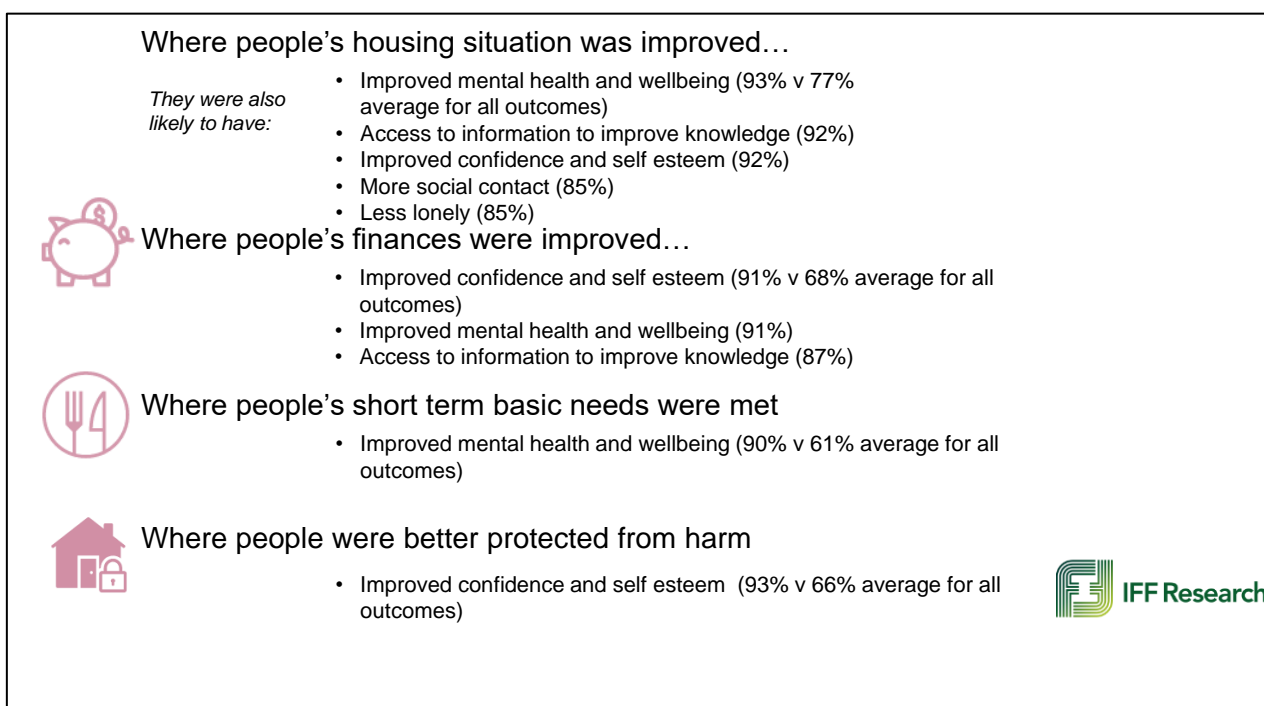 Where people’s housing situation was improved…
They were also
likely to have:
• Improved mental health and wellbeing (93% v 77%
average for all outcomes)
• Access to information to improve knowledge (92%)
• Improved confidence and self esteem (92%)
• More social contact (85%)
• Less lonely (85%)
$
Where people’s finances were improved…
• Improved confidence and self esteem (91% v 68% average for all
outcomes)
• Improved mental health and wellbeing (91%)
• Access to information to improve knowledge (87%)
Where people’s short term basic needs were met
• Improved mental health and wellbeing (90% v 61% average for all
outcomes)
Where people were better protected from harm
• Improved confidence and self esteem  (93% v 66% average for all
outcomes)
IFF Research